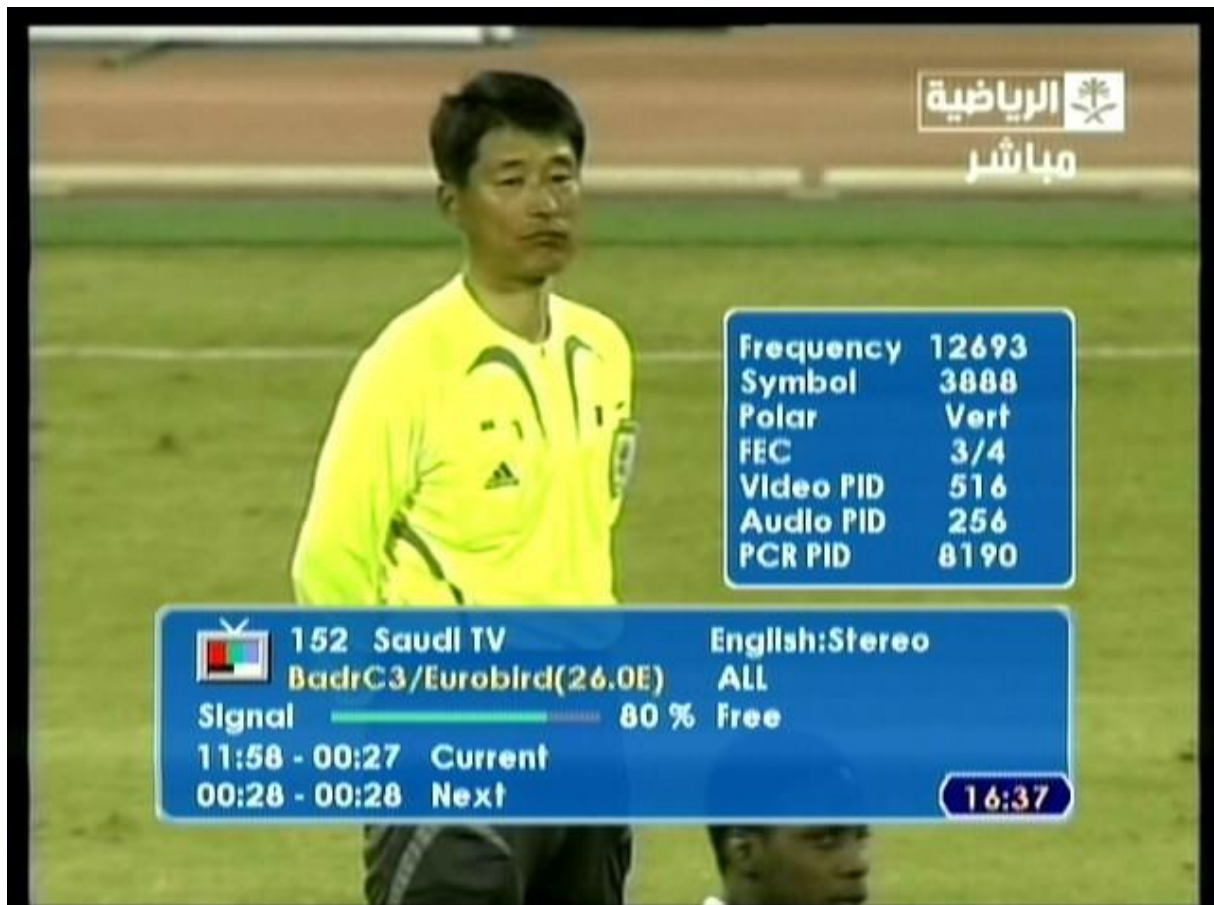 الرياضية
مباشر
Frequency 12693
Symbol 3888
Polar Vert
FEC 3/4
Video PID 516
Audio PID 256
PCR PID 8190
152 Saudi TV English:Stereo
BadrC3/Eurobird(26.0E) ALL
Signal 80 % Free
11:58 - 00:27 Current
00:28 - 00:28 Next
16:37